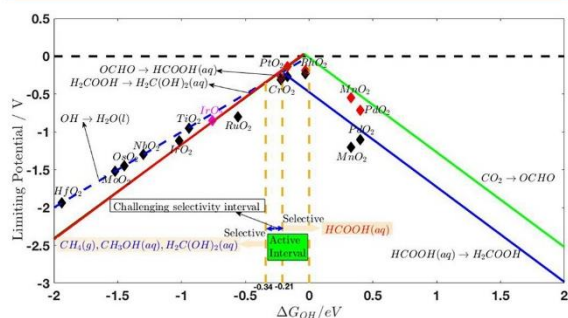 0
-0.5
-1
-1.5
-2
-2.5
-3
Limiting Potential / V
OCHO → HCOOH(aq)
H₂COOH → H₂C(OH)₂(aq)
OH → H₂O(l)
PtO₂
RhO₂
CrO₂
IrO₂
RuO₂
TiO₂
NbO₂
IrO₂
OsO₂
MoO₂
HfO₂
MnO₂
PdO₂
PdO₂
MnO₂
CO₂ → OCHO
HCOOH(aq) → H₂COOH
Challenging selectivity interval
Selective
Selective
HCOOH(aq)
CH₄(g), CH₃OH(aq), H₂C(OH)₂(aq)
Active
Interval
-0.34
-0.21
-2 -1.5 -1 -0.5 0 0.5 1 1.5 2
ΔG_OH /eV